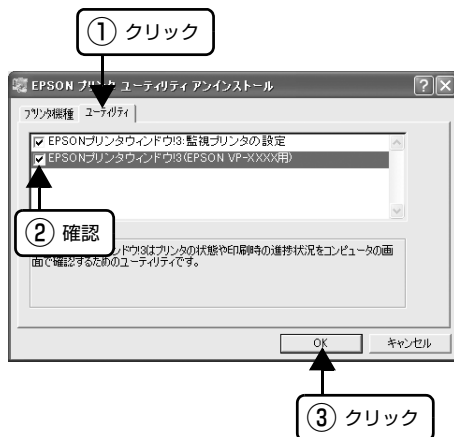 ① クリック
EPSON プリンタ ユーティリティ アンインストール
プリンタ機種 ユーティリティ
EPSONプリンタウィンドウ!3:監視プリンタの設定
EPSONプリンタウィンドウ!3(EPSON VP-XXXX用)
② 確認
ンドウ!3はプリンタの状態や印刷時の進捗状況をコンピュータの画
面で確認するためのユーティリティです。
OK キャンセル
③ クリック